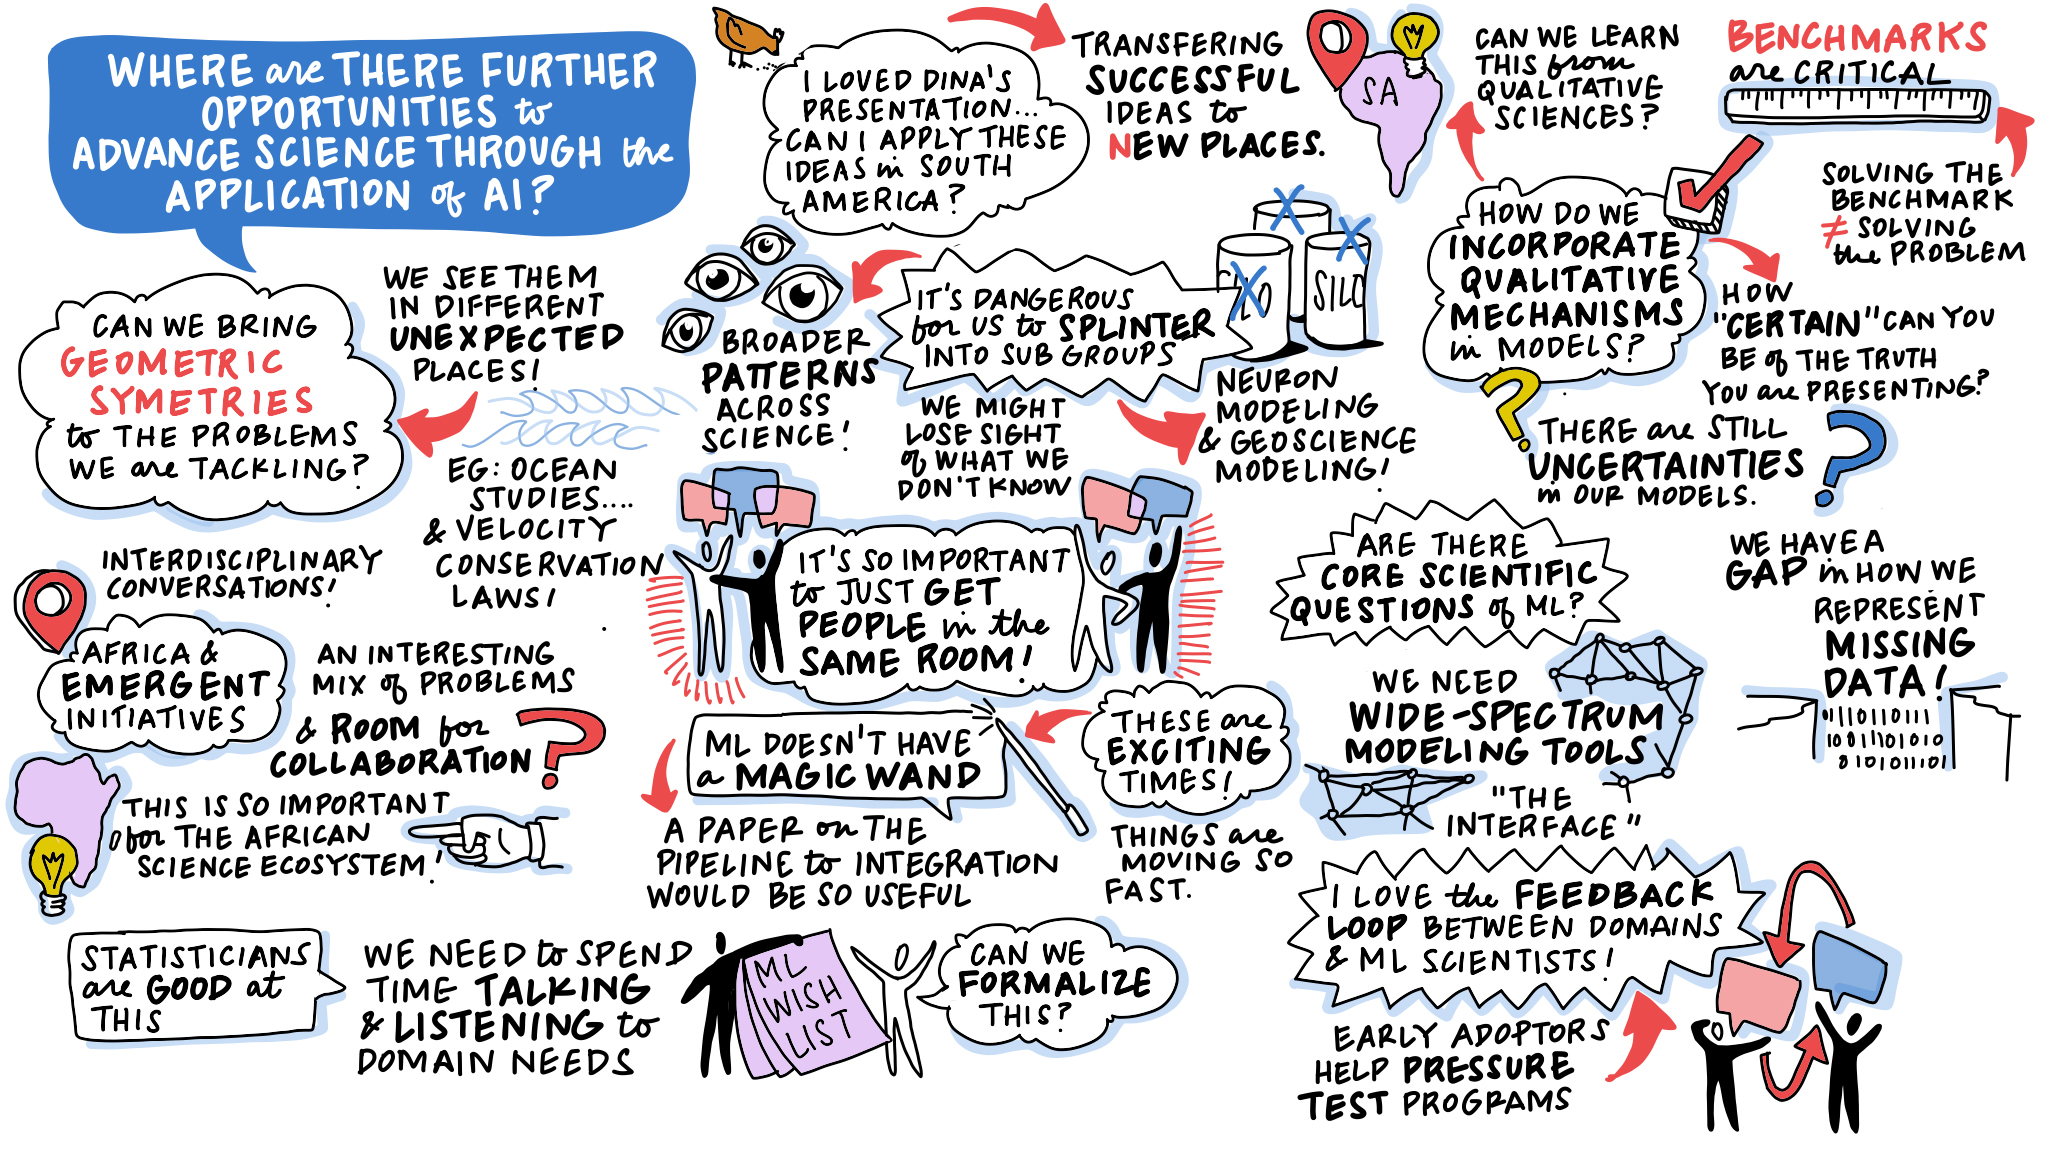 WHERE are THERE FURTHER
OPPORTUNITIES to
ADVANCE SCIENCE THROUGH the
APPLICATION of AI?
CAN WE BRING
GEOMETRIC
SYMETRIES
to THE PROBLEMS
WE are TACKLING?
WE SEE THEM
IN DIFFERENT
UNEXPECTED
PLACES!
EG: OCEAN
STUDIES....
& VELOCITY
CONSERVATION
LAWS!
INTERDISCIPLINARY
CONVERSATIONS!
AFRICA &
EMERGENT
INITIATIVES
AN INTERESTING
MIX of PROBLEMS
& ROOM for
COLLABORATION
?
THIS IS SO IMPORTANT
for THE AFRICAN
SCIENCE ECOSYSTEM!
STATISTICIANS
are GOOD at
THIS
WE NEED to SPEND
TIME TALKING
& LISTENING to
DOMAIN NEEDS
ML
WISH
LIST
CAN WE
FORMALIZE
THIS?
I LOVED DINA'S
PRESENTATION...
CAN I APPLY THESE
IDEAS in SOUTH
AMERICA?
TRANSFERING
SUCCESSFUL
IDEAS to
NEW PLACES.
SA
BROADER
PATTERNS
ACROSS
SCIENCE!
IT'S DANGEROUS
for US to SPLINTER
INTO SUB GROUPS
SILO
SILO
WE MIGHT
LOSE SIGHT
of WHAT WE
DON'T KNOW
NEURON
MODELING
& GEOSCIENCE
MODELING!
IT'S SO IMPORTANT
to JUST GET
PEOPLE in the
SAME ROOM!
ML DOESN'T HAVE
a MAGIC WAND
A PAPER on THE
PIPELINE to INTEGRATION
WOULD BE SO USEFUL
THESE are
EXCITING
TIMES!
THINGS are
MOVING SO
FAST.
CAN WE LEARN
THIS from
QUALITATIVE
SCIENCES?
BENCHMARKS
are CRITICAL
SOLVING THE
BENCHMARK
≠ SOLVING
the PROBLEM
HOW DO WE
INCORPORATE
QUALITATIVE
MECHANISMS
in MODELS?
HOW
"CERTAIN" CAN YOU
BE of THE TRUTH
YOU are PRESENTING?
?
THERE are STILL
UNCERTAINTIES
in OUR MODELS.
?
ARE THERE
CORE SCIENTIFIC
QUESTIONS of ML?
WE HAVE A
GAP in HOW WE
REPRESENT
MISSING
DATA!
01110110111
10011101010
0101011101
WE NEED
WIDE-SPECTRUM
MODELING TOOLS
"THE
INTERFACE"
I LOVE the FEEDBACK
LOOP BETWEEN DOMAINS
& ML SCIENTISTS!
EARLY ADOPTORS
HELP PRESSURE
TEST PROGRAMS